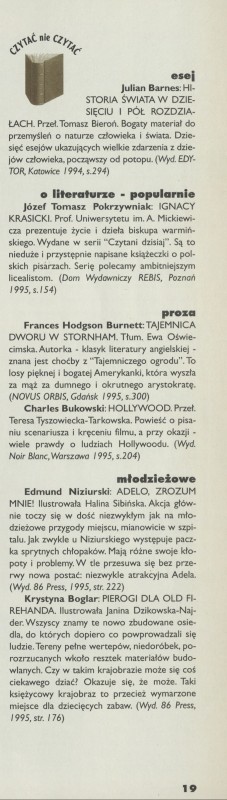 CZYTAĆ nie CZYTAĆ
esej
Julian Barnes: HI-
STORIA ŚWIATA W DZIE-
SIĘCIU I PÓŁ ROZDZIA-
ŁACH. Przeł. Tomasz Bieroń. Bogaty materiał do
przemyśleń o naturze człowieka i świata. Dzie-
sięć esejów ukazujących wielkie zdarzenia z dzie-
jów człowieka, począwszy od potopu. (Wyd. EDY-
TOR, Katowice 1994, s.294)
o literaturze - popularnie
Józef Tomasz Pokrzywniak: IGNACY
KRASICKI. Prof. Uniwersytetu im. A. Mickiewi-
cza prezentuje życie i dzieła biskupa warmiń-
skiego. Wydane w serii "Czytani dzisiaj". Są to
nieduże i przystępnie napisane książeczki o pol-
skich pisarzach. Serię polecamy ambitniejszym
licealistom. (Dom Wydawniczy REBIS, Poznań
1995, s.154)
proza
Frances Hodgson Burnett: TAJEMNICA
DWORU W STORNHAM. Tłum. Ewa Oświe-
cimska. Autorka - klasyk literatury angielskiej -
znana jest choćby z "Tajemniczego ogrodu". To
losy pięknej i bogatej Amerykanki, która wyszła
za mąż za dumnego i okrutnego arystokratę.
(NOVUS ORBIS, Gdańsk 1995, s.300)
Charles Bukowski: HOLLYWOOD. Przeł.
Teresa Tyszowiecka-Tarkowska. Powieść o pisa-
niu scenariusza i kręceniu filmu, a przy okazji -
wiele prawdy o ludziach Hollywoodu. (Wyd.
Noir Blanc, Warszawa 1995, s.204)
młodzieżowe
Edmund Niziurski: ADELO, ZROZUM
MNIE! Ilustrowała Halina Sibińska. Akcja głów-
nie toczy się w dość niezwykłym jak na mło-
dzieżowe przygody miejscu, mianowicie w szpi-
talu. Jak zwykle u Niziurskiego występuje pacz-
ka sprytnych chłopaków. Mają różne swoje kło-
poty i problemy. W tle przesuwa się bez prze-
rwy nowa postać: niezwykle atrakcyjna Adela.
(Wyd. 86 Press, 1995, str. 222)
Krystyna Boglar: PIEROGI DLA OLD FI-
REHANDA. Ilustrowała Janina Dzikowska-Naj-
der. Wszyscy znamy te nowo zbudowane osie-
dla, do których dopiero co powprowadzali się
ludzie. Tereny pełne wertepów, niedoróbek, po-
rozrzucanych wkoło resztek materiałów budo-
wlanych. Czy w takim krajobrazie może się coś
ciekawego dziać? Okazuje się, że może. Taki
księżycowy krajobraz to przecież wymarzone
miejsce dla dziecięcych zabaw. (Wyd. 86 Press,
1995, str. 176)
19